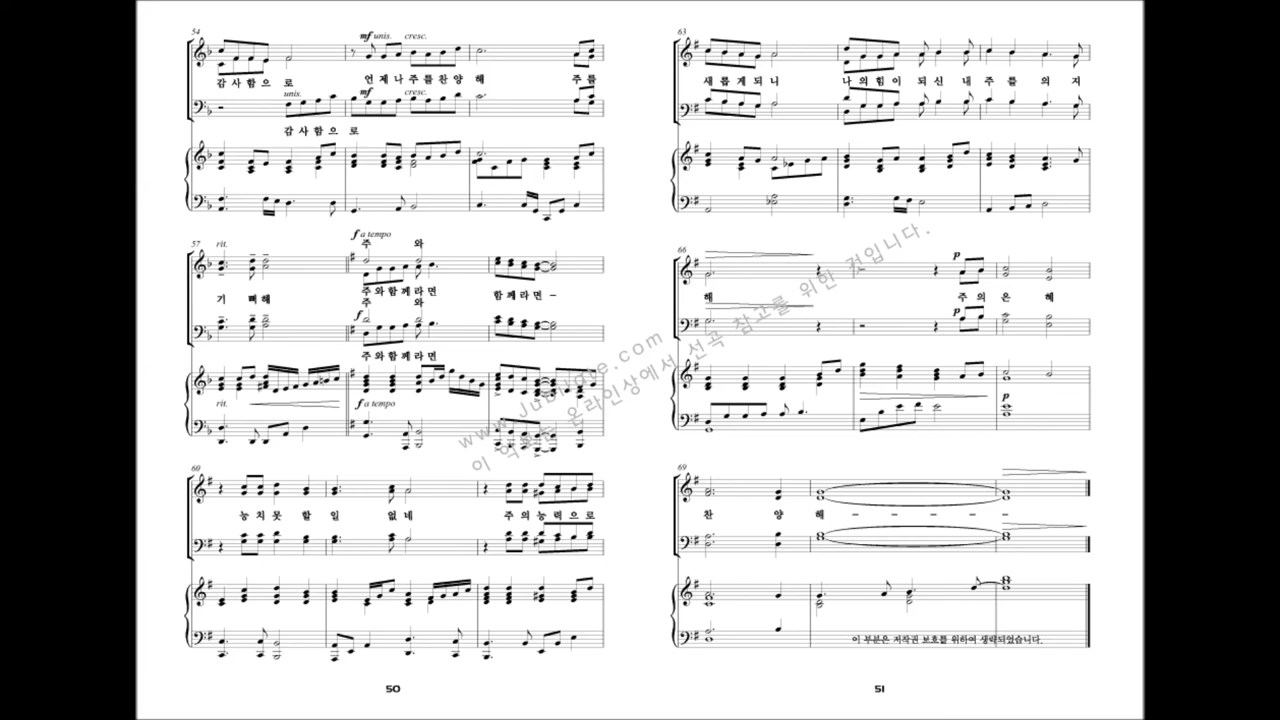 54
mf unis. cresc.
감사함으로 언제나주를찬양해 주를
unis. mf cresc.
감사함으로
57
rit. f a tempo
주 와
기 뻐해 주와함께라면 함께라면-
주 와
f
주와함께라면
rit. f a tempo
60
능치못 할일 없네 주의능력으로
50
63
새롭게되니 나의힘이 되신 내 주를 의 지
66
p
해 주의은 혜
p
p
69
찬 양 해 - - - - -
이 부분은 저작권 보호를 위하여 생략되었습니다.
51
이 악보는 온라인상에서 선곡 참고를 위한 것입니다.